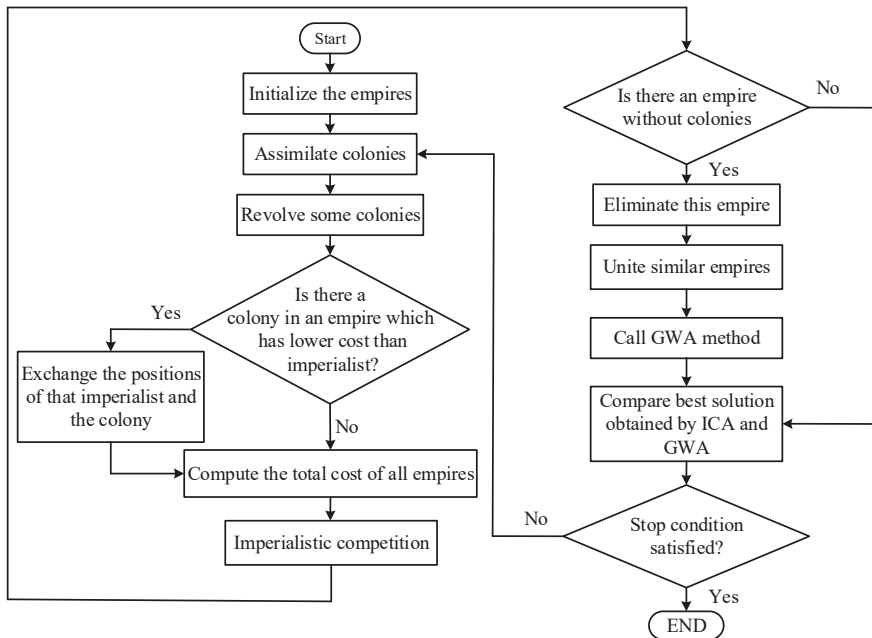 Start
Initialize the empires
Assimilate colonies
Revolve some colonies
Is there a
colony in an empire which
has lower cost than
imperialist?
Yes
Exchange the positions
of that imperialist and
the colony
No
Compute the total cost of all empires
Imperialistic competition
Is there an empire
without colonies
No
Yes
Eliminate this empire
Unite similar empires
Call GWA method
Compare best solution
obtained by ICA and
GWA
Stop condition
satisfied?
No
Yes
END